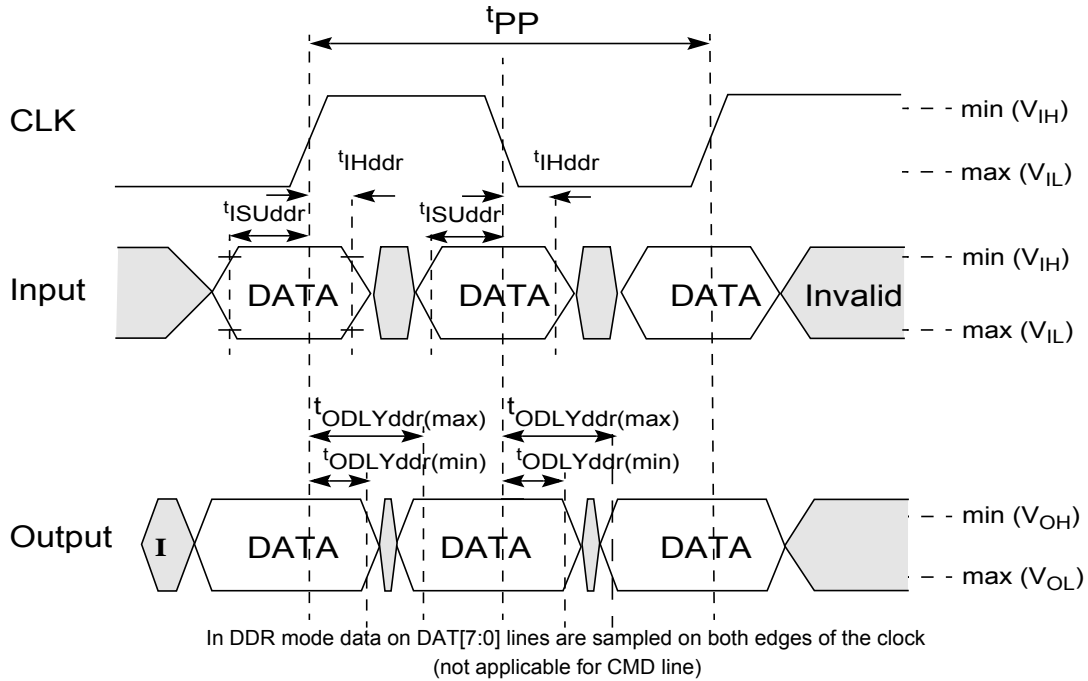 tPP
CLK
min (VIH)
tIHddr tIHddr
max (VIL)
tISUddr tISUddr
min (VIH)
Input DATA DATA DATA Invalid
max (VIL)
tODLYddr(max) tODLYddr(max)
tODLYddr(min) tODLYddr(min)
min (VOH)
Output I DATA DATA DATA
max (VOL)
In DDR mode data on DAT[7:0] lines are sampled on both edges of the clock
(not applicable for CMD line)